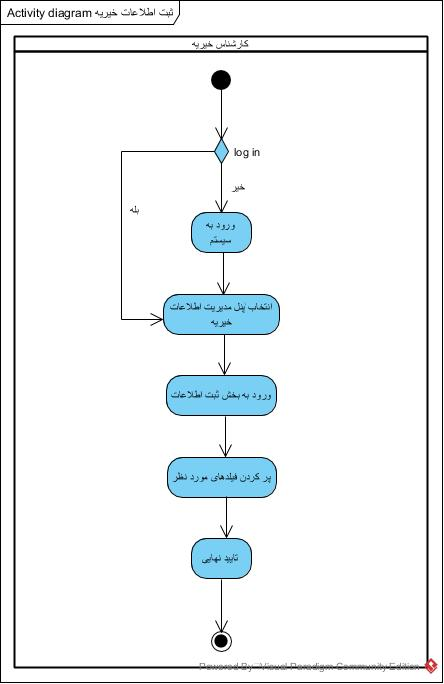 Activity diagram ثبت اطلاعات خیریه
کارشناس خیریه
log in
خیر
بله
ورود به
سیستم
انتخاب پنل مدیریت اطلاعات
خیریه
ورود به بخش ثبت اطلاعات
پر کردن فیلدهای مورد نظر
تایید نهایی
Powered By Visual Paradigm Community Edition